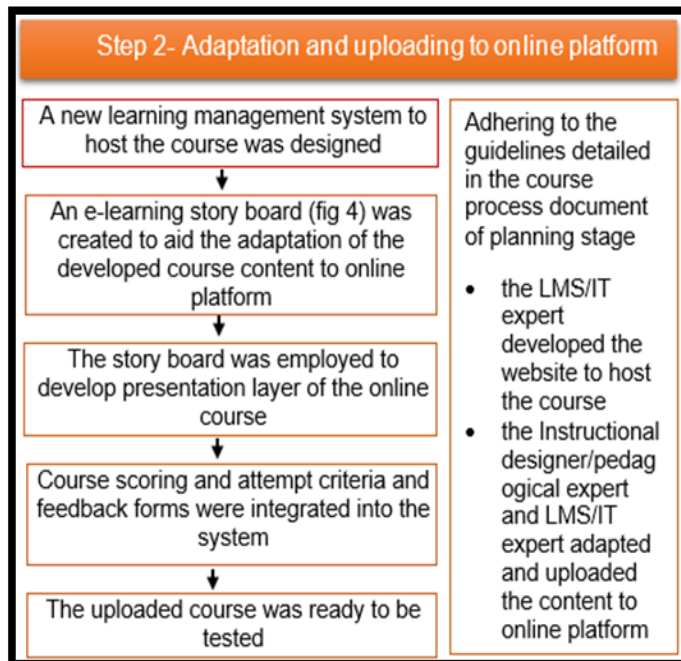 Step 2- Adaptation and uploading to online platform
A new learning management system to
host the course was designed
An e-learning story board (fig 4) was
created to aid the adaptation of the
developed course content to online
platform
The story board was employed to
develop presentation layer of the online
course
Course scoring and attempt criteria and
feedback forms were integrated into the
system
The uploaded course was ready to be
tested
Adhering to the
guidelines detailed
in the course
process document
of planning stage
• the LMS/IT
expert
developed the
website to host
the course
• the Instructional
designer/pedag
ogical expert
and LMS/IT
expert adapted
and uploaded
the content to
online platform